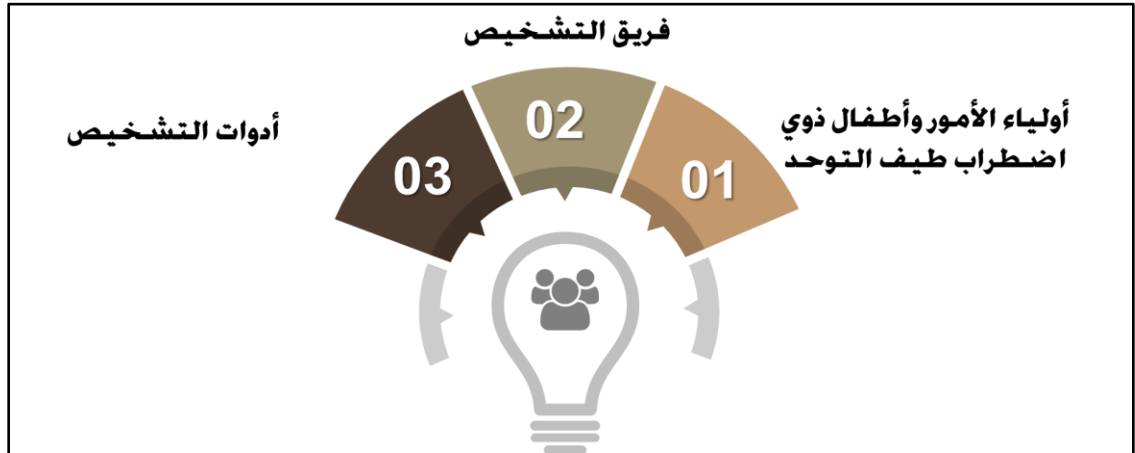 فريق التشخيص
أولياء الأمور وأطفال ذوي
اضطراب طيف التوحد
أدوات التشخيص
01
02
03